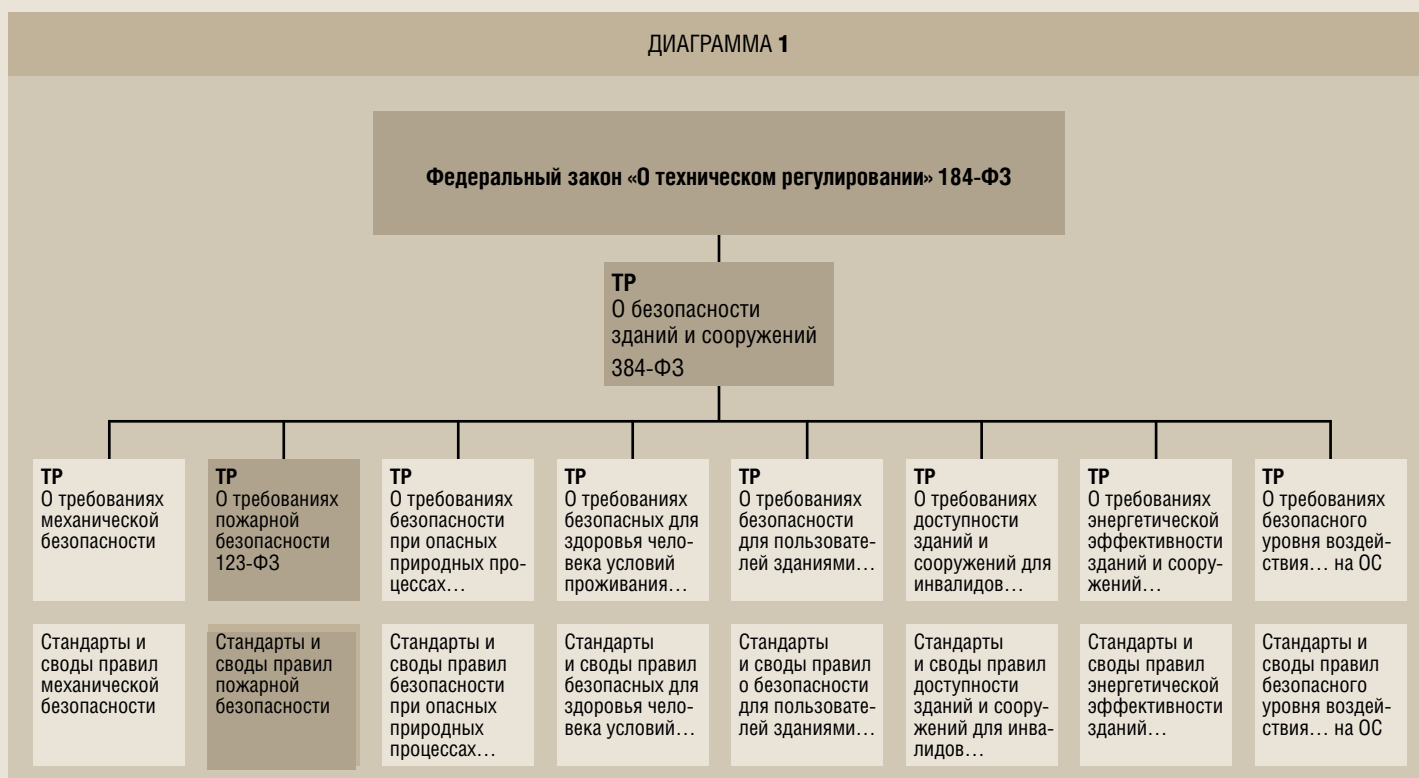 ДИАГРАММА 1
Федеральный закон «О техническом регулировании» 184-ФЗ
ТР
О безопасности
зданий и сооружений
384-ФЗ
ТР
О требованиях
механической
безопасности
ТР
О требованиях
пожарной
безопасности
123-ФЗ
ТР
О требованиях
безопасности
при опасных
природных про-
цессах…
ТР
О требованиях
безопасных для
здоровья чело-
века условий
проживания…
ТР
О требованиях
безопасности
для пользовате-
лей зданиями…
ТР
О требованиях
доступности
зданий и
сооружений для
инвалидов…
ТР
О требованиях
энергетической
эффективности
зданий и соору-
жений…
ТР
О требованиях
безопасного
уровня воздей-
ствия… на ОС
Стандарты и
своды правил
механической
безопасности
Стандарты и
своды правил
пожарной
безопасности
Стандарты и
своды правил
безопасности
при опасных
природных
процессах…
Стандарты
и своды правил
безопасных для
здоровья чело-
века условий…
Стандарты
и своды правил
о безопасности
для пользовате-
лей зданиями…
Стандарты
и своды правил
доступности
зданий и соору-
жений для инва-
лидов…
Стандарты и
своды правил
энергетической
эффективности
зданий…
Стандарты и
своды правил
безопасного
уровня воздей-
ствия… на ОС